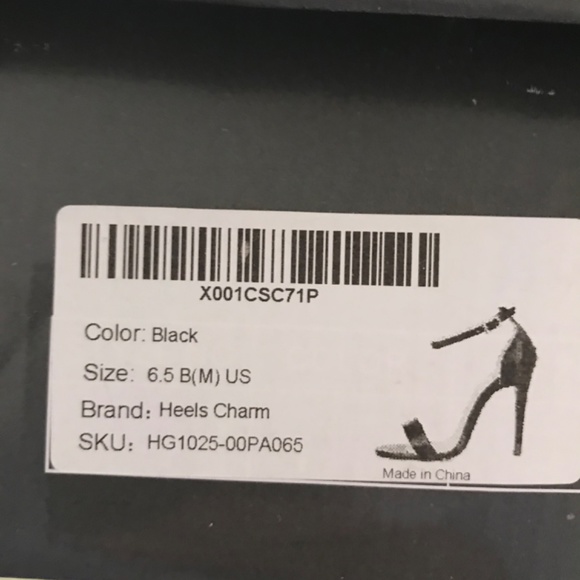 X001CSC71P
Color: Black
Size: 6.5 B(M) US
Brand: Heels Charm
SKU: HG1025-00PA065
Made in China